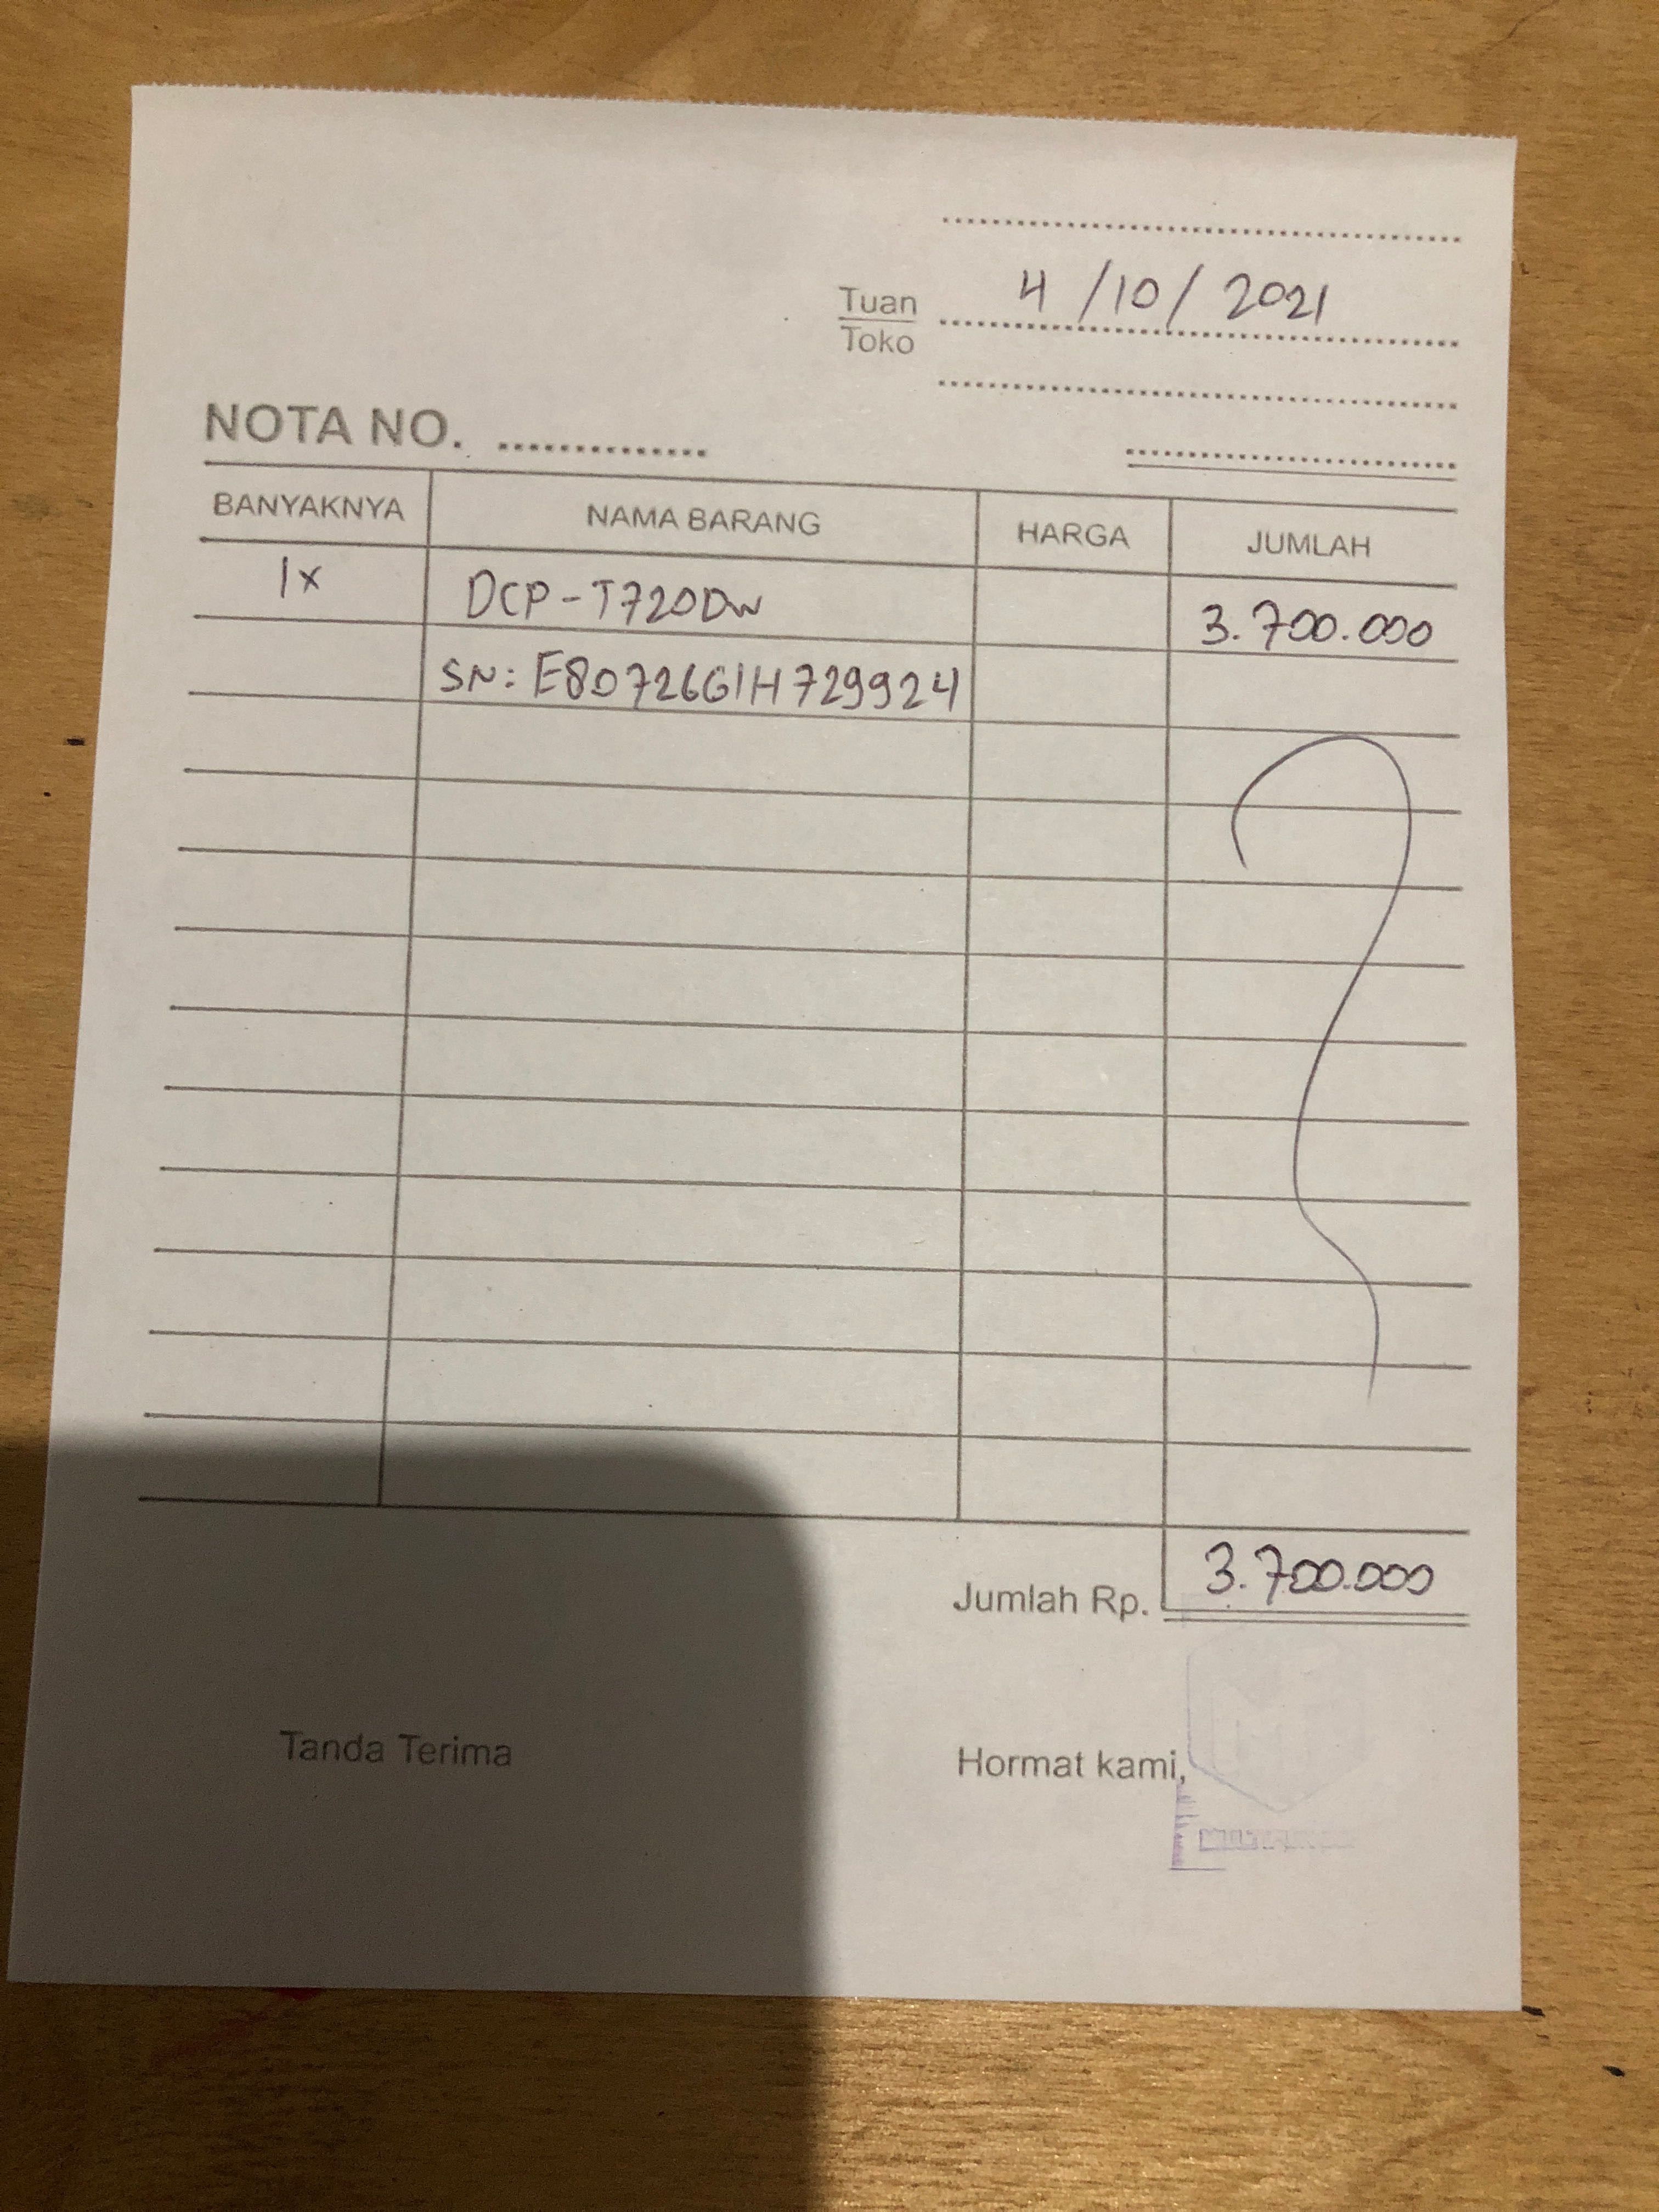 4/10/2021
Tuan
Toko
NOTA NO.
BANYAKNYA NAMA BARANG HARGA JUMLAH
1x DCP-T720DW 3.700.000
SN: E80726G1H729924
Jumlah Rp. 3.700.000
Tanda Terima Hormat kami,